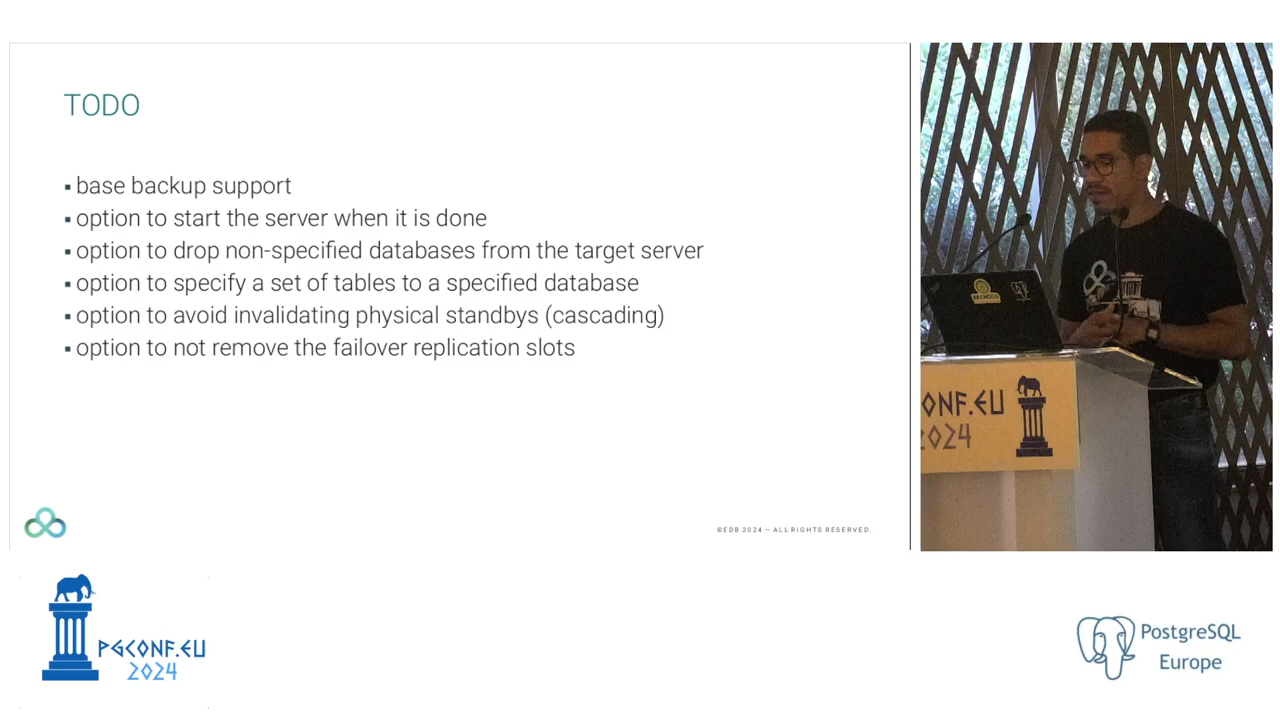 TODO
▪ base backup support
▪ option to start the server when it is done
▪ option to drop non-specified databases from the target server
▪ option to specify a set of tables to a specified database
▪ option to avoid invalidating physical standbys (cascading)
▪ option to not remove the failover replication slots
©EDB 2024 — ALL RIGHTS RESERVED.
ONF.EU
2024
PGCONF.EU
2024
PostgreSQL
Europe